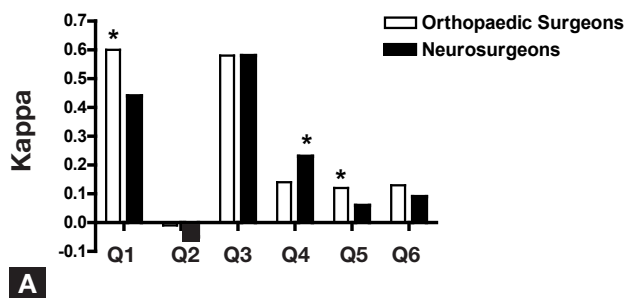 0.7
0.6
0.5
0.4
0.3
0.2
0.1
0.0
-0.1
Kappa
* Orthopaedic Surgeons
Neurosurgeons
*
*
Q1 Q2 Q3 Q4 Q5 Q6
A